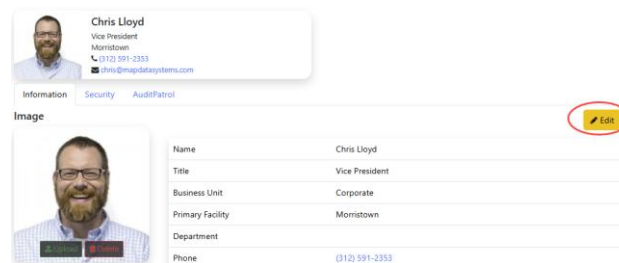 Chris Lloyd
Vice President
Morristown
(312) 591-2353
chris@mapdatasystems.com
Information Security AuditPatrol
Image
Edit
Name Chris Lloyd
Title Vice President
Business Unit Corporate
Primary Facility Morristown
Department
Phone (312) 591-2353
Upload Delete